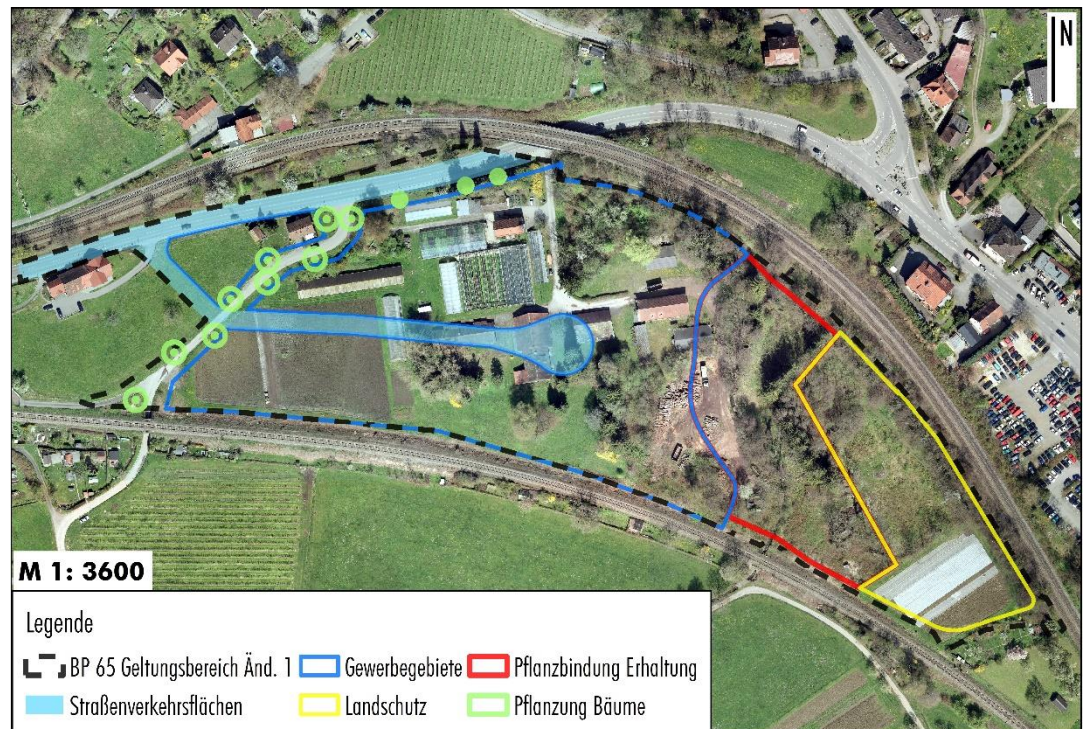 N
M 1: 3600
Legende
BP 65 Geltungsbereich Änd. 1 Gewerbegebiete Pflanzbindung Erhaltung
Straßenverkehrsflächen Landschutz Pflanzung Bäume